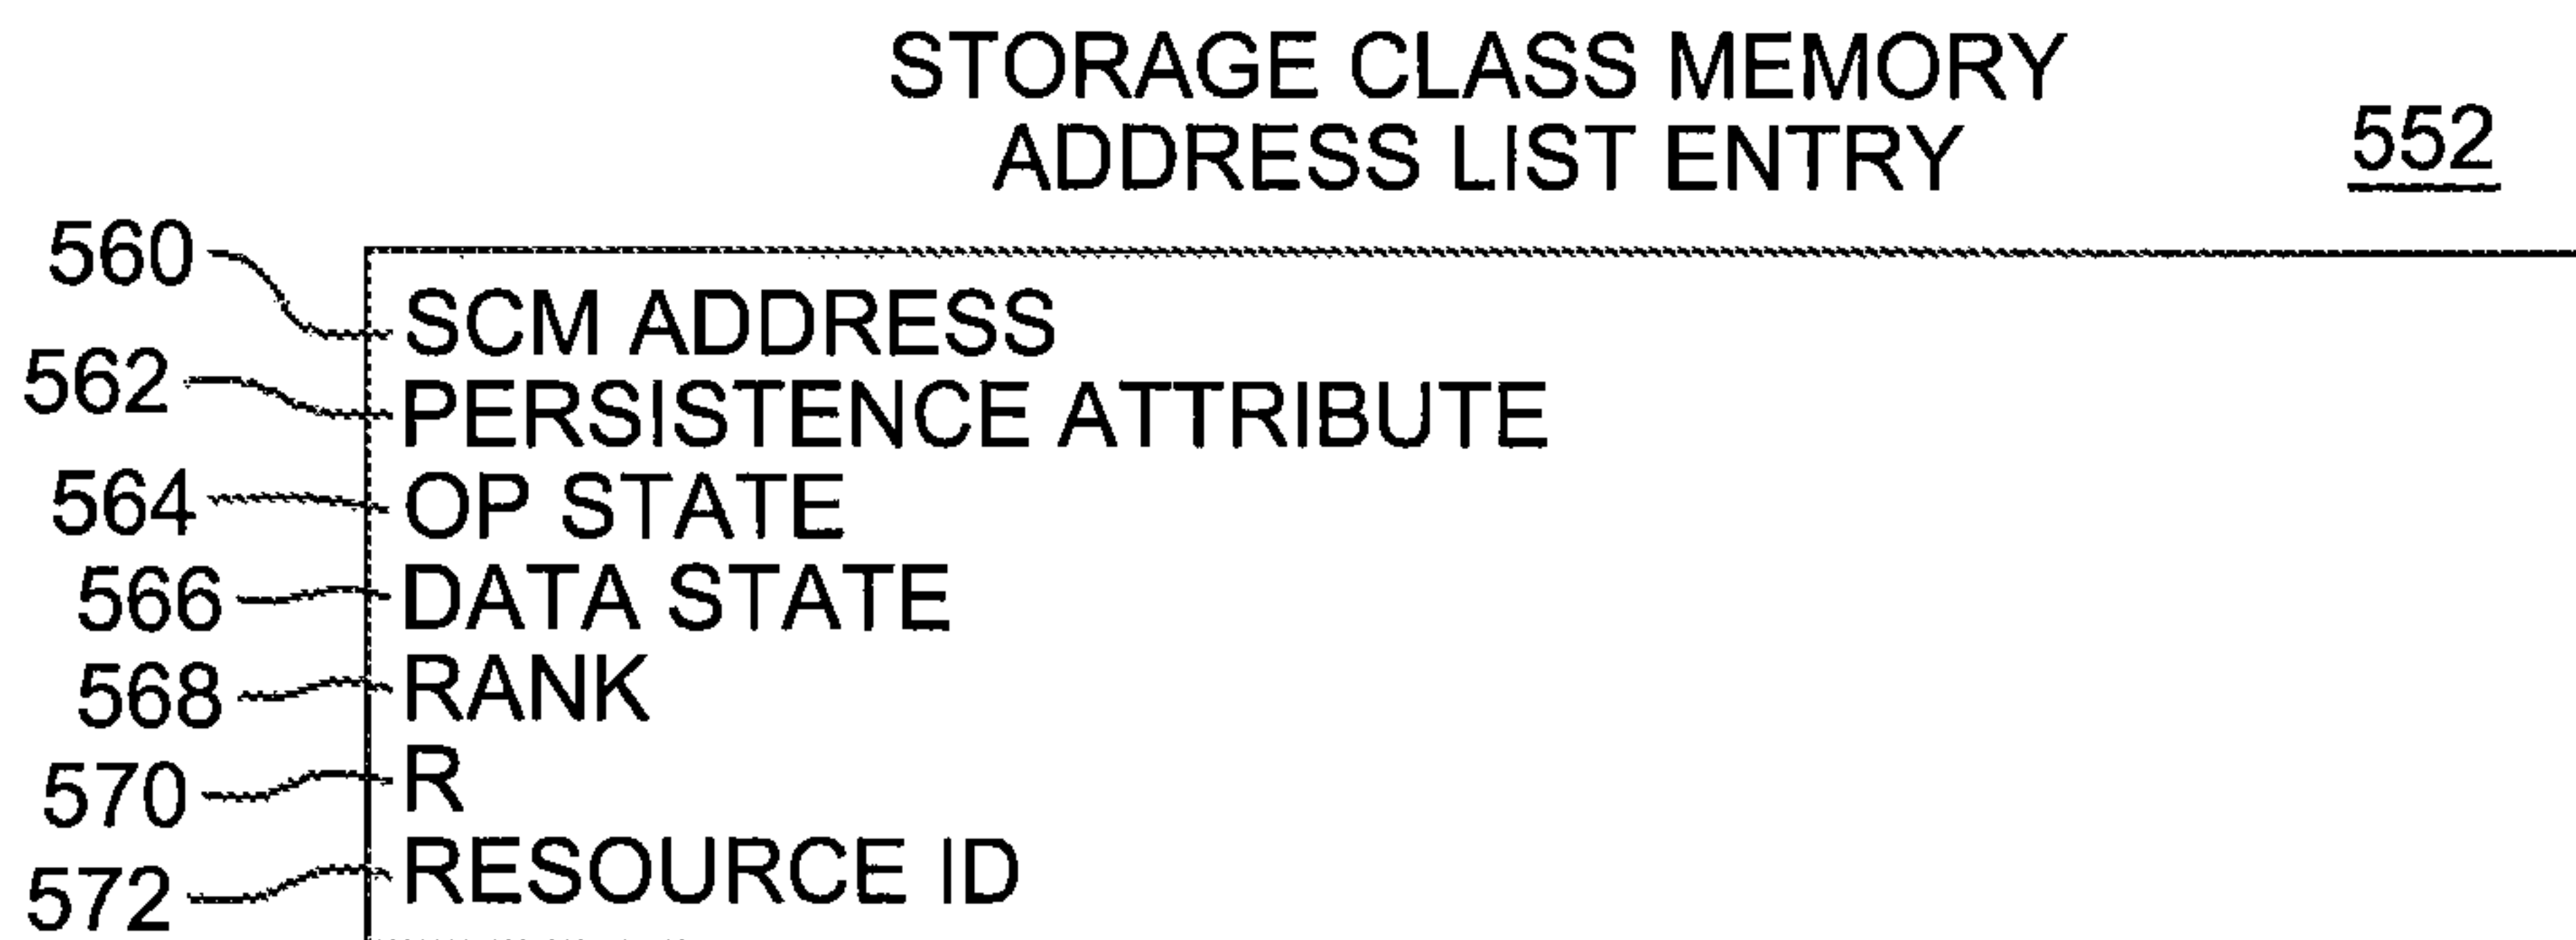 STORAGE CLASS MEMORY
ADDRESS LIST ENTRY 552
560 SCM ADDRESS
562 PERSISTENCE ATTRIBUTE
564 OP STATE
566 DATA STATE
568 RANK
570 R
572 RESOURCE ID